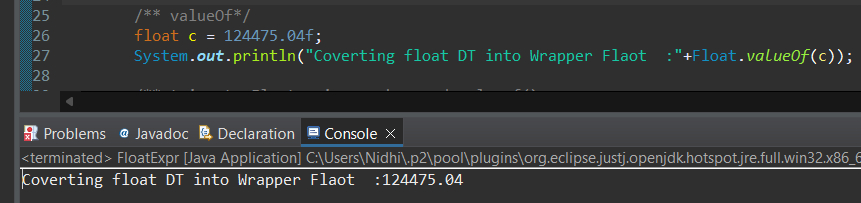 25 /** valueOf*/
26 float c = 124475.04f;
27 System.out.println("Coverting float DT into Wrapper Flaot  :"+Float.valueOf(c));
28
Problems @ Javadoc Declaration Console
<terminated> FloatExpr [Java Application] C:\Users\Nidhi\.p2\pool\plugins\org.eclipse.justj.openjdk.hotspot.jre.full.win32.x86_6
Coverting float DT into Wrapper Flaot  :124475.04